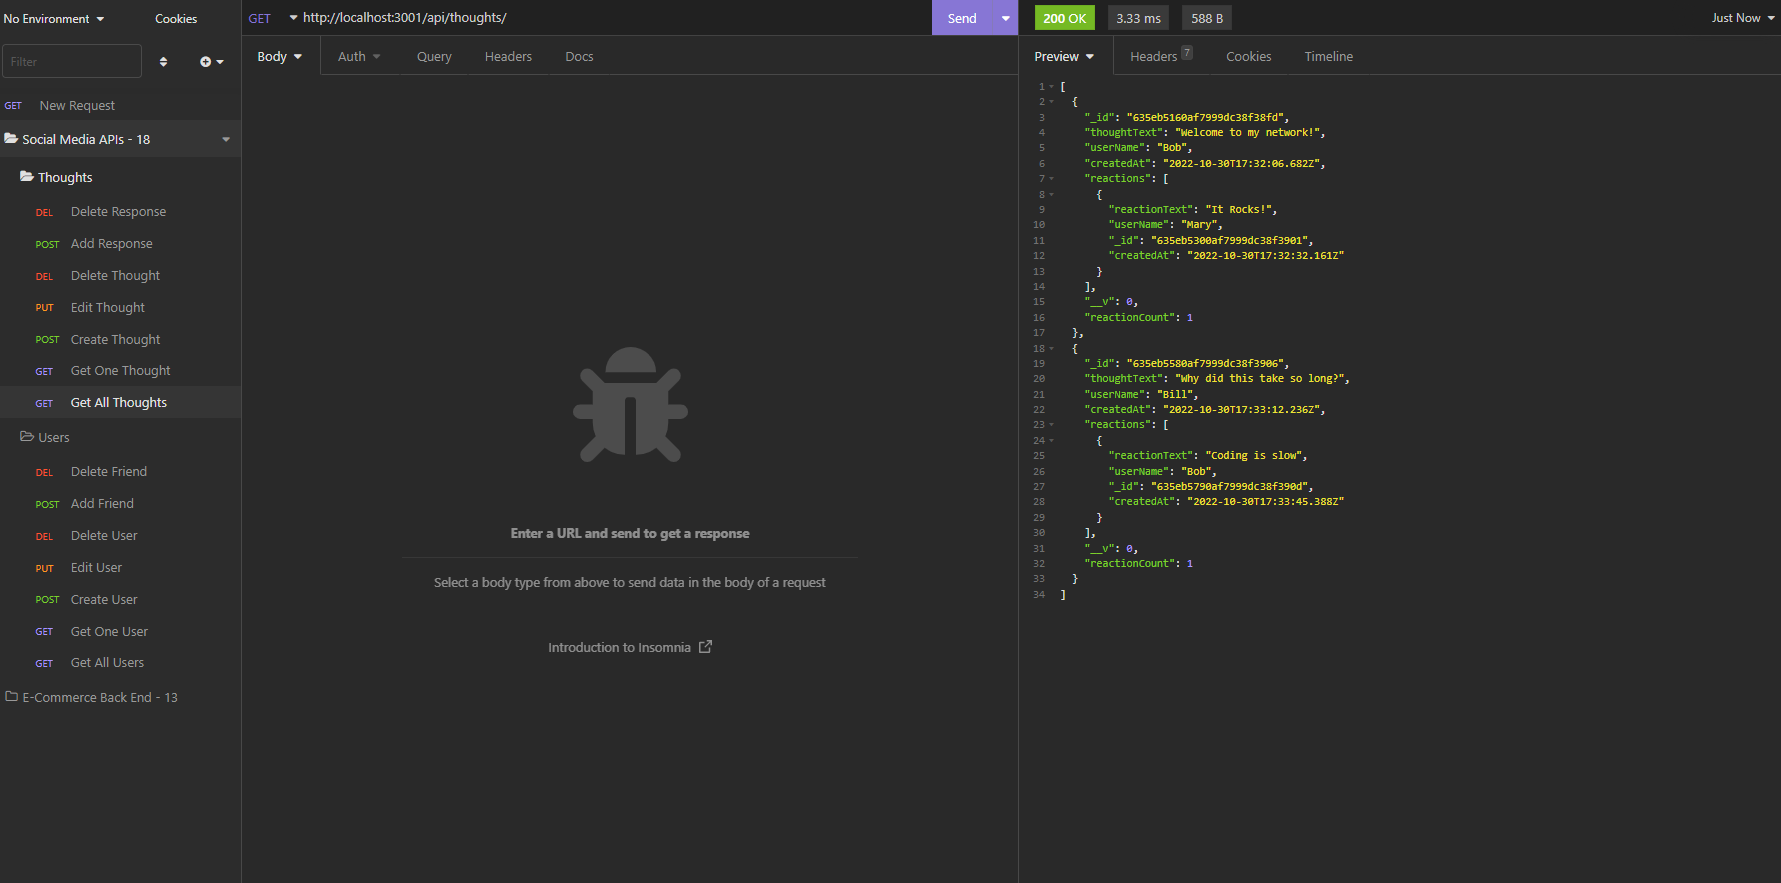 No Environment
Cookies
Filter
GET New Request
Social Media APIs - 18
Thoughts
DEL Delete Response
POST Add Response
DEL Delete Thought
PUT Edit Thought
POST Create Thought
GET Get One Thought
GET Get All Thoughts
Users
DEL Delete Friend
POST Add Friend
DEL Delete User
PUT Edit User
POST Create User
GET Get One User
GET Get All Users
E-Commerce Back End - 13
GET http://localhost:3001/api/thoughts/ Send
Body Auth Query Headers Docs
Enter a URL and send to get a response
Select a body type from above to send data in the body of a request
Introduction to Insomnia
200 OK 3.33 ms 588 B Just Now
Preview Headers 7 Cookies Timeline
1 [
2 {
3 "_id": "635eb5160af7999dc38f38fd",
4 "thoughtText": "Welcome to my network!",
5 "userName": "Bob",
6 "createdAt": "2022-10-30T17:32:06.682Z",
7 "reactions": [
8 {
9 "reactionText": "It Rocks!",
10 "userName": "Mary",
11 "_id": "635eb5300af7999dc38f3901",
12 "createdAt": "2022-10-30T17:32:32.161Z"
13 }
14 ],
15 "__v": 0,
16 "reactionCount": 1
17 },
18 {
19 "_id": "635eb5580af7999dc38f3906",
20 "thoughtText": "Why did this take so long?",
21 "userName": "Bill",
22 "createdAt": "2022-10-30T17:33:12.236Z",
23 "reactions": [
24 {
25 "reactionText": "Coding is slow",
26 "userName": "Bob",
27 "_id": "635eb5790af7999dc38f390d",
28 "createdAt": "2022-10-30T17:33:45.388Z"
29 }
30 ],
31 "__v": 0,
32 "reactionCount": 1
33 }
34 ]